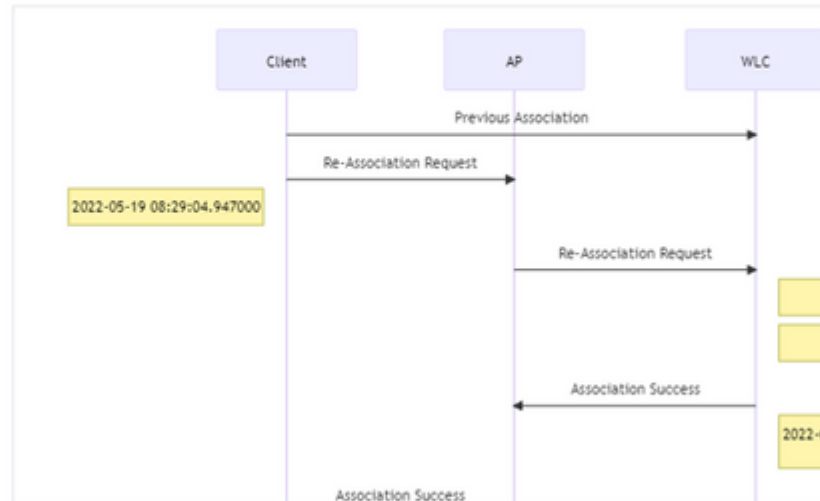 Client
AP
WLC
Previous Association
Re-Association Request
2022-05-19 08:29:04.947000
Re-Association Request
Association Success
2022-
Association Success